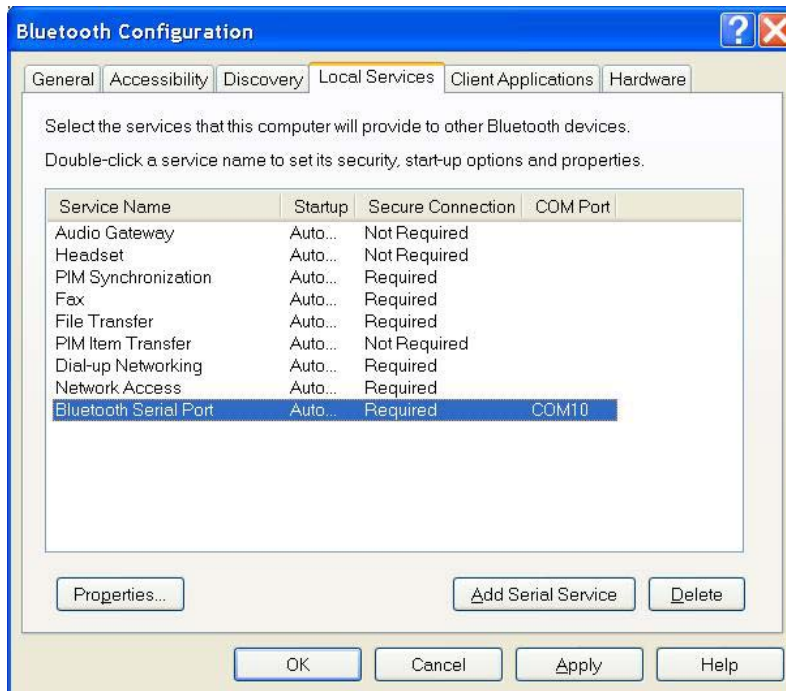 Bluetooth Configuration
General Accessibility Discovery Local Services Client Applications Hardware
Select the services that this computer will provide to other Bluetooth devices.
Double-click a service name to set its security, start-up options and properties.
Service Name Startup Secure Connection COM Port
Audio Gateway Auto... Not Required
Headset Auto... Not Required
PIM Synchronization Auto... Required
Fax Auto... Required
File Transfer Auto... Required
PIM Item Transfer Auto... Not Required
Dial-up Networking Auto... Required
Network Access Auto... Required
Bluetooth Serial Port Auto... Required COM10
Properties... Add Serial Service Delete
OK Cancel Apply Help